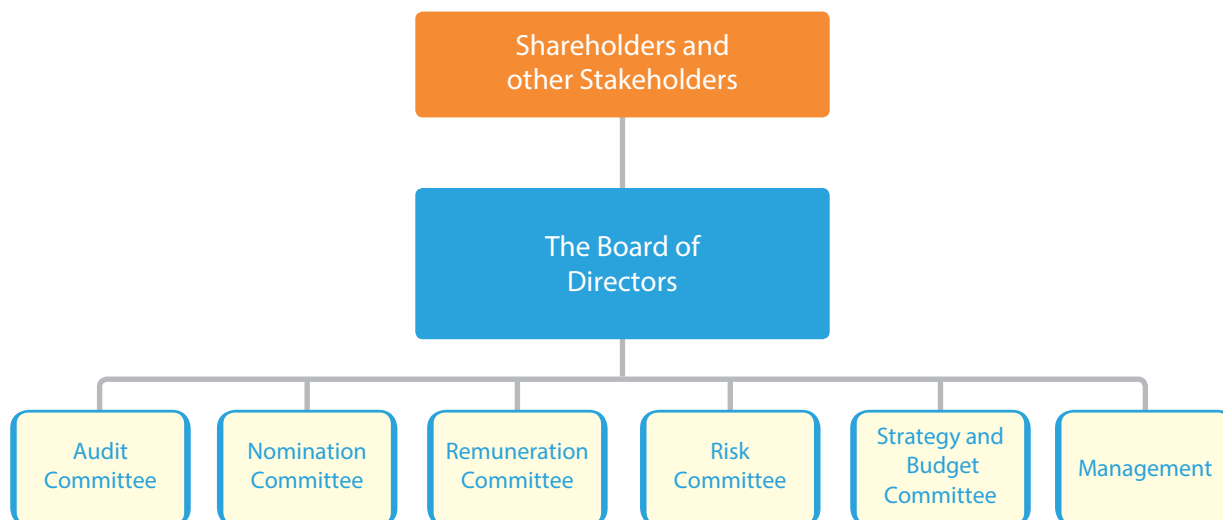 Shareholders and
other Stakeholders
The Board of
Directors
Audit
Committee
Nomination
Committee
Remuneration
Committee
Risk
Committee
Strategy and
Budget
Committee
Management